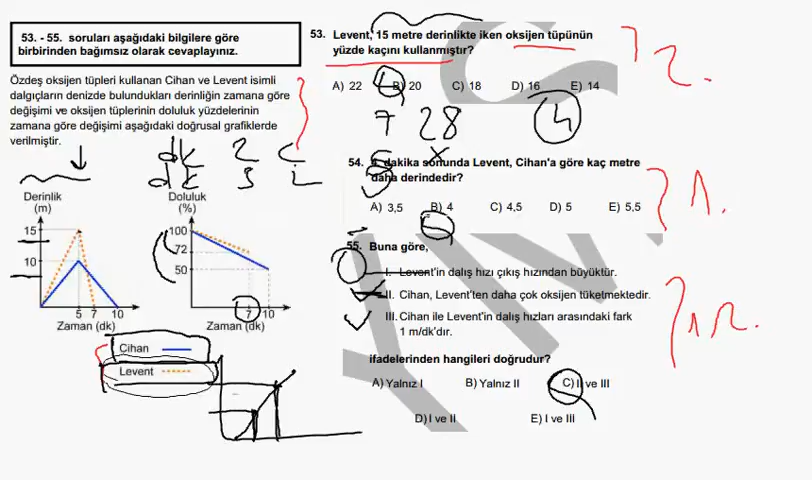 53. - 55. soruları aşağıdaki bilgilere göre
birbirinden bağımsız olarak cevaplayınız.
Özdeş oksijen tüpleri kullanan Cihan ve Levent isimli
dalgıçların denizde bulundukları derinliğin zamana göre
değişimi ve oksijen tüplerinin doluluk yüzdelerinin
zamana göre değişimi aşağıdaki doğrusal grafiklerde
verilmiştir.
dk 2 C
dk 3 L
Derinlik
(m)
15
10
5 7 10
Zaman (dk)
Doluluk
(%)
100
72
50
7 10
Zaman (dk)
Cihan
Levent
53. Levent, 15 metre derinlikte iken oksijen tüpünün
yüzde kaçını kullanmıştır?
A) 22 B) 20 C) 18 D) 16 E) 14
7 28 4
5 x
2.
54. 4. dakika sonunda Levent, Cihan'a göre kaç metre
daha derindedir?
A) 3,5 B) 4 C) 4,5 D) 5 E) 5,5
1.
55. Buna göre,
I. Levent'in dalış hızı çıkış hızından büyüktür.
II. Cihan, Levent'ten daha çok oksijen tüketmektedir.
III. Cihan ile Levent'in dalış hızları arasındaki fark
1 m/dk'dır.
ifadelerinden hangileri doğrudur?
A) Yalnız I B) Yalnız II C) II ve III
D) I ve II E) I ve III